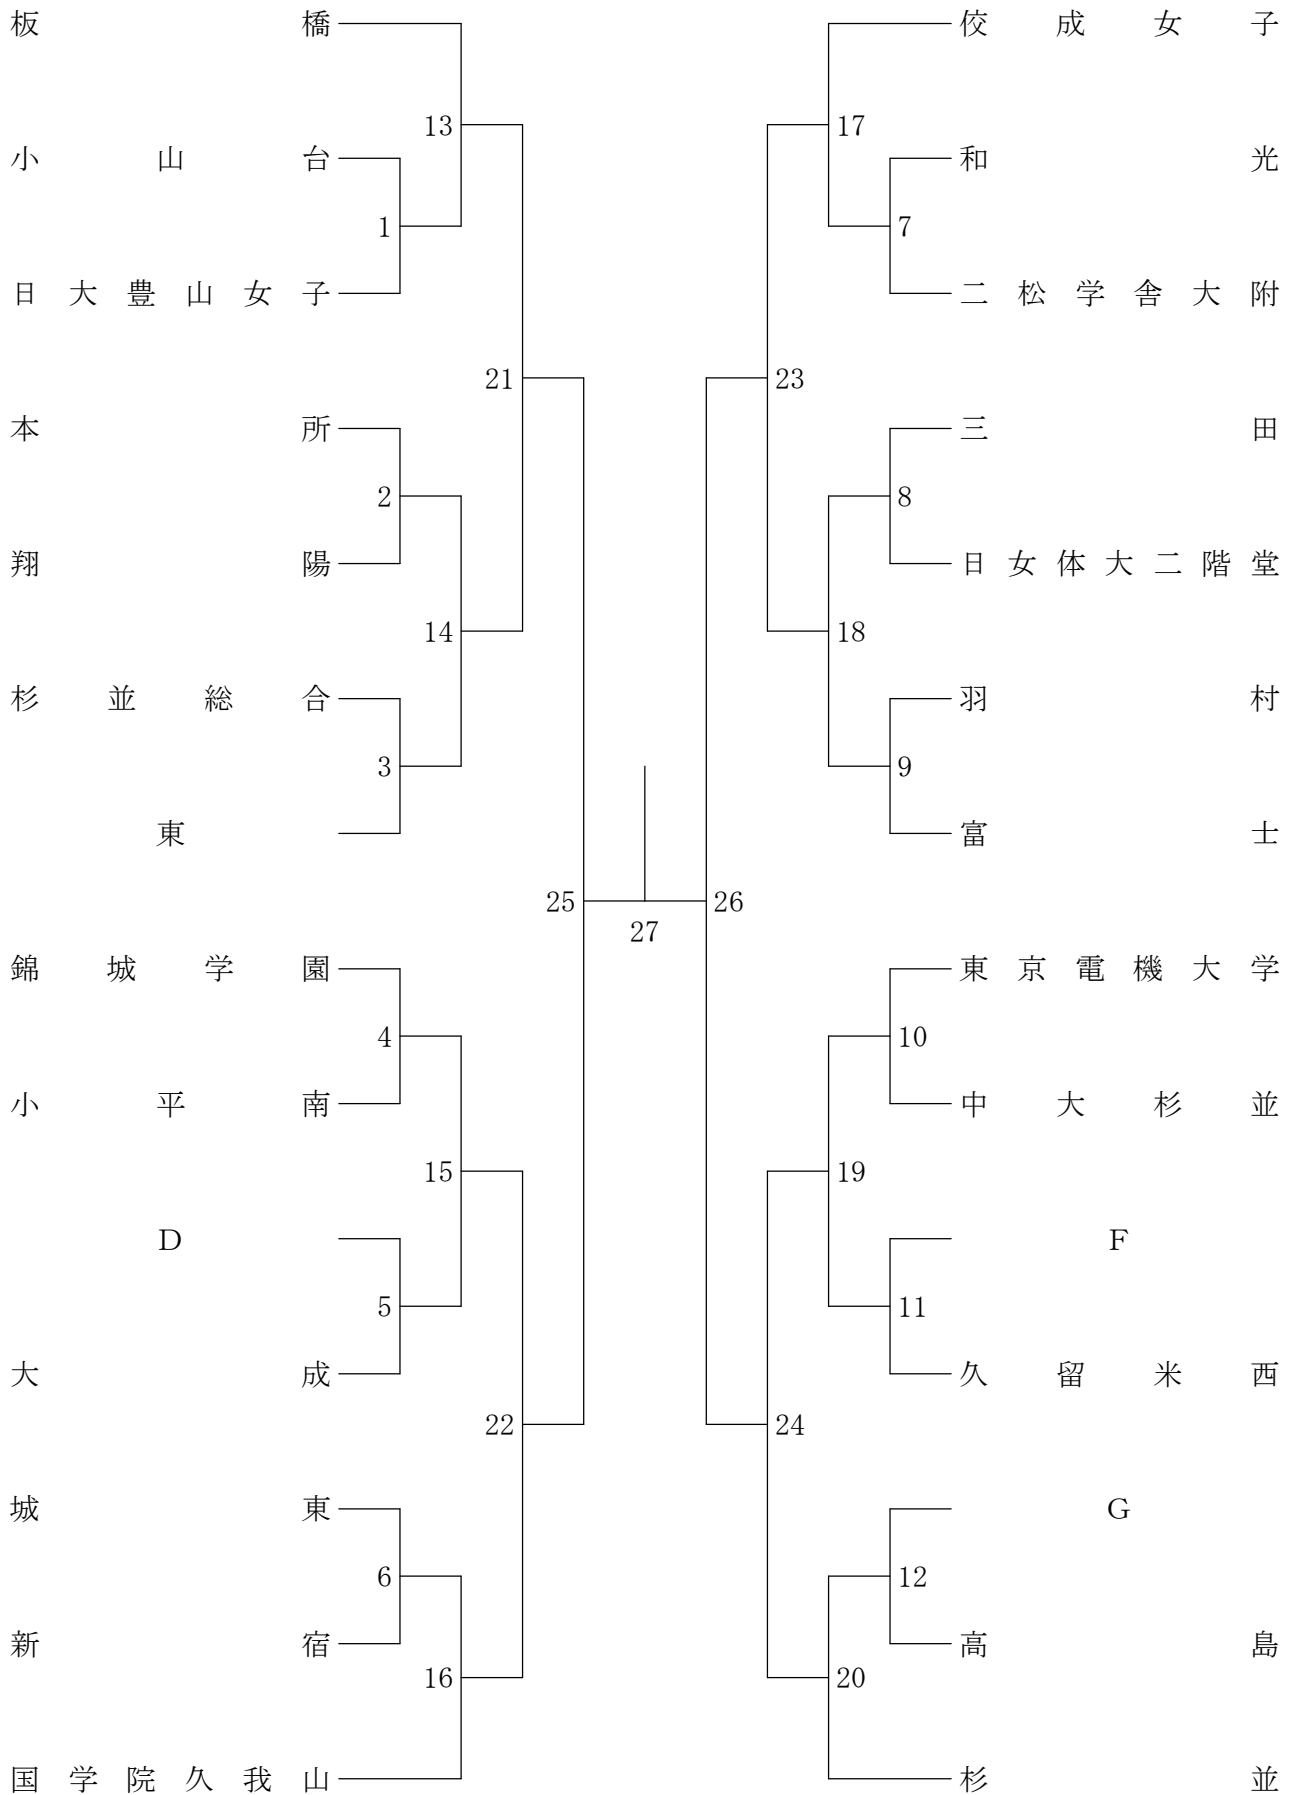 板橋 佼成女子
13 17
小山台 和光
1 7
日大豊山女子 二松学舎大附
21 23
本所 三田
2 8
翔陽 日女体大二階堂
14 18
杉並総合 羽村
3 9
東 富士
25 26
27
錦城学園 東京電機大学
4 10
小平南 中大杉並
15 19
D F
5 11
大成 久留米西
22 24
城東 G
6 12
新宿 高島
16 20
国学院久我山 杉並